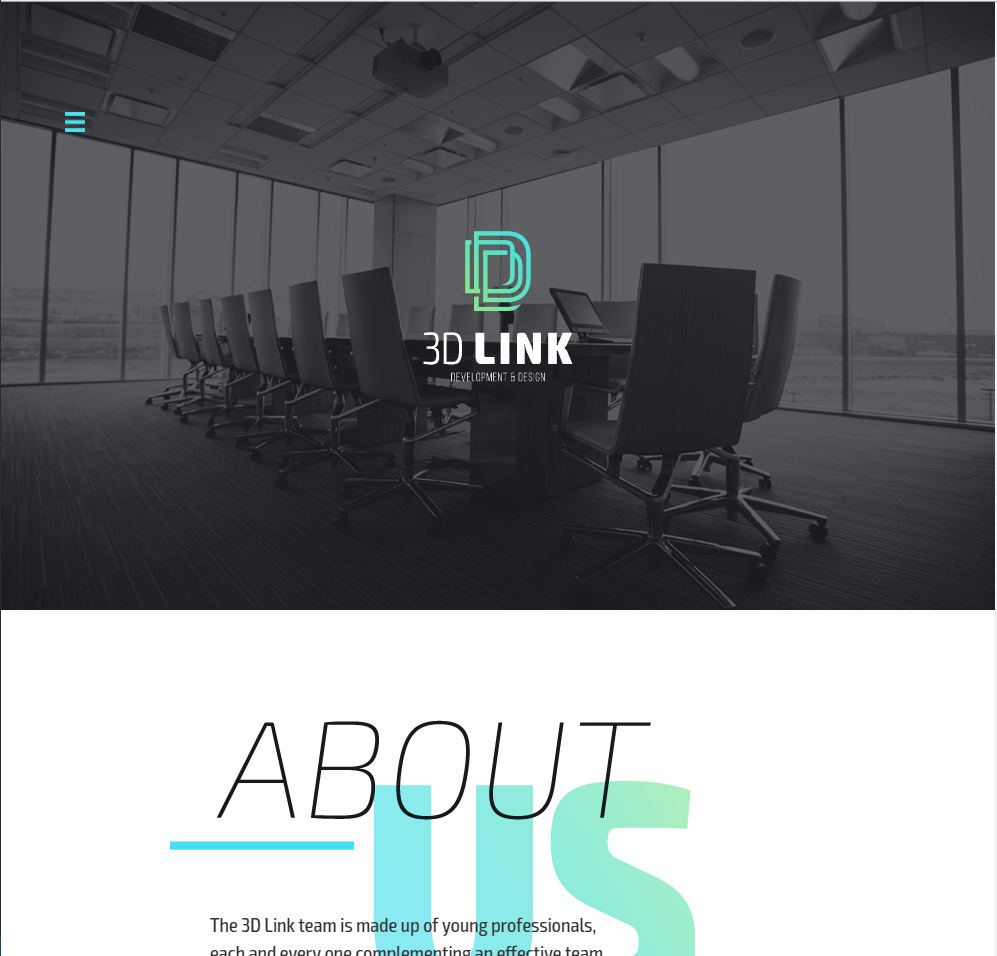 3D LINK
DEVELOPMENT & DESIGN
ABOUT
US
The 3D Link team is made up of young professionals,
each and every one complementing an effective team